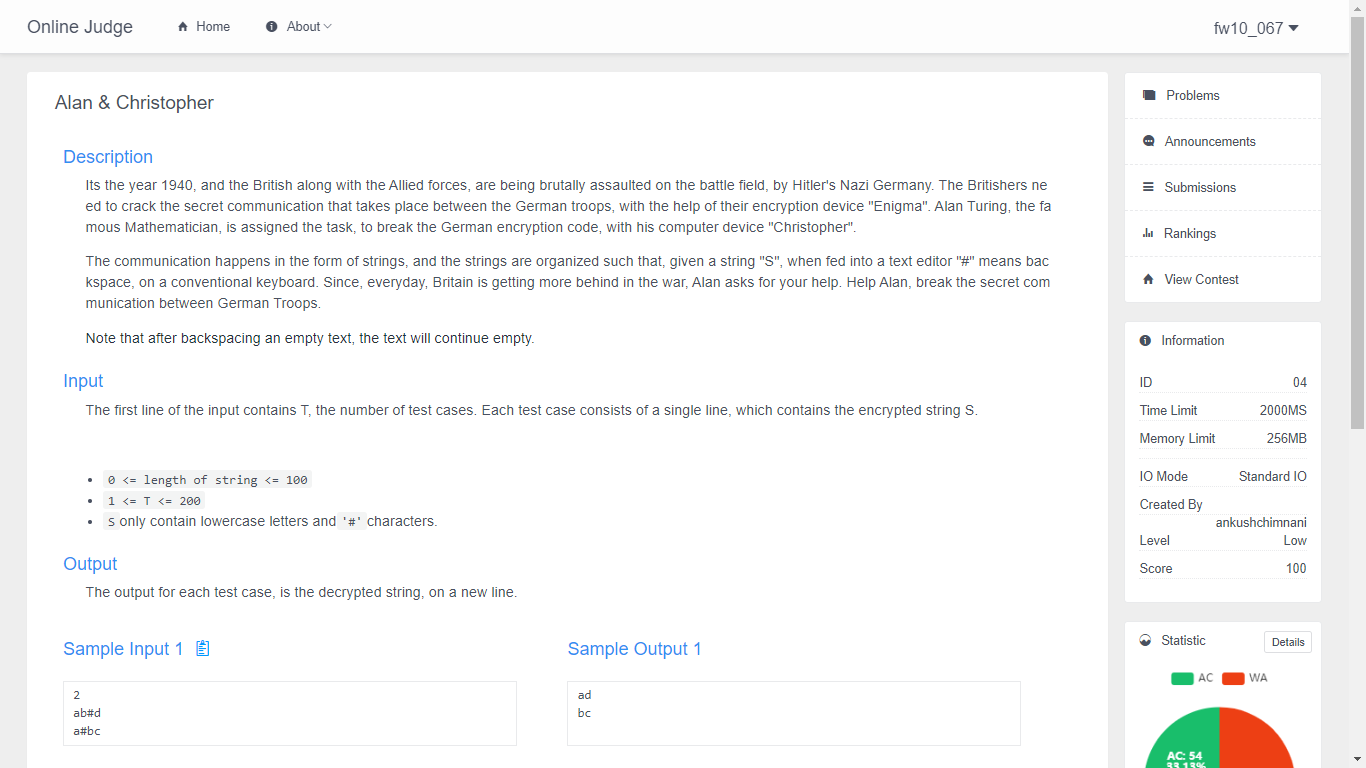 Online Judge
Home
About
fw10_067
Alan & Christopher
Description
Its the year 1940, and the British along with the Allied forces, are being brutally assaulted on the battle field, by Hitler's Nazi Germany. The Britishers ne
ed to crack the secret communication that takes place between the German troops, with the help of their encryption device "Enigma". Alan Turing, the fa
mous Mathematician, is assigned the task, to break the German encryption code, with his computer device "Christopher".
The communication happens in the form of strings, and the strings are organized such that, given a string "S", when fed into a text editor "#" means bac
kspace, on a conventional keyboard. Since, everyday, Britain is getting more behind in the war, Alan asks for your help. Help Alan, break the secret com
munication between German Troops.
Note that after backspacing an empty text, the text will continue empty.
Input
The first line of the input contains T, the number of test cases. Each test case consists of a single line, which contains the encrypted string S.
0 <= length of string <= 100
1 <= T <= 200
S only contain lowercase letters and '#' characters.
Output
The output for each test case, is the decrypted string, on a new line.
Sample Input 1
2
ab#d
a#bc
Sample Output 1
ad
bc
Problems
Announcements
Submissions
Rankings
View Contest
Information
ID 04
Time Limit 2000MS
Memory Limit 256MB
IO Mode Standard IO
Created By
ankushchimnani
Level Low
Score 100
Statistic Details
AC WA
AC: 54
33.13%